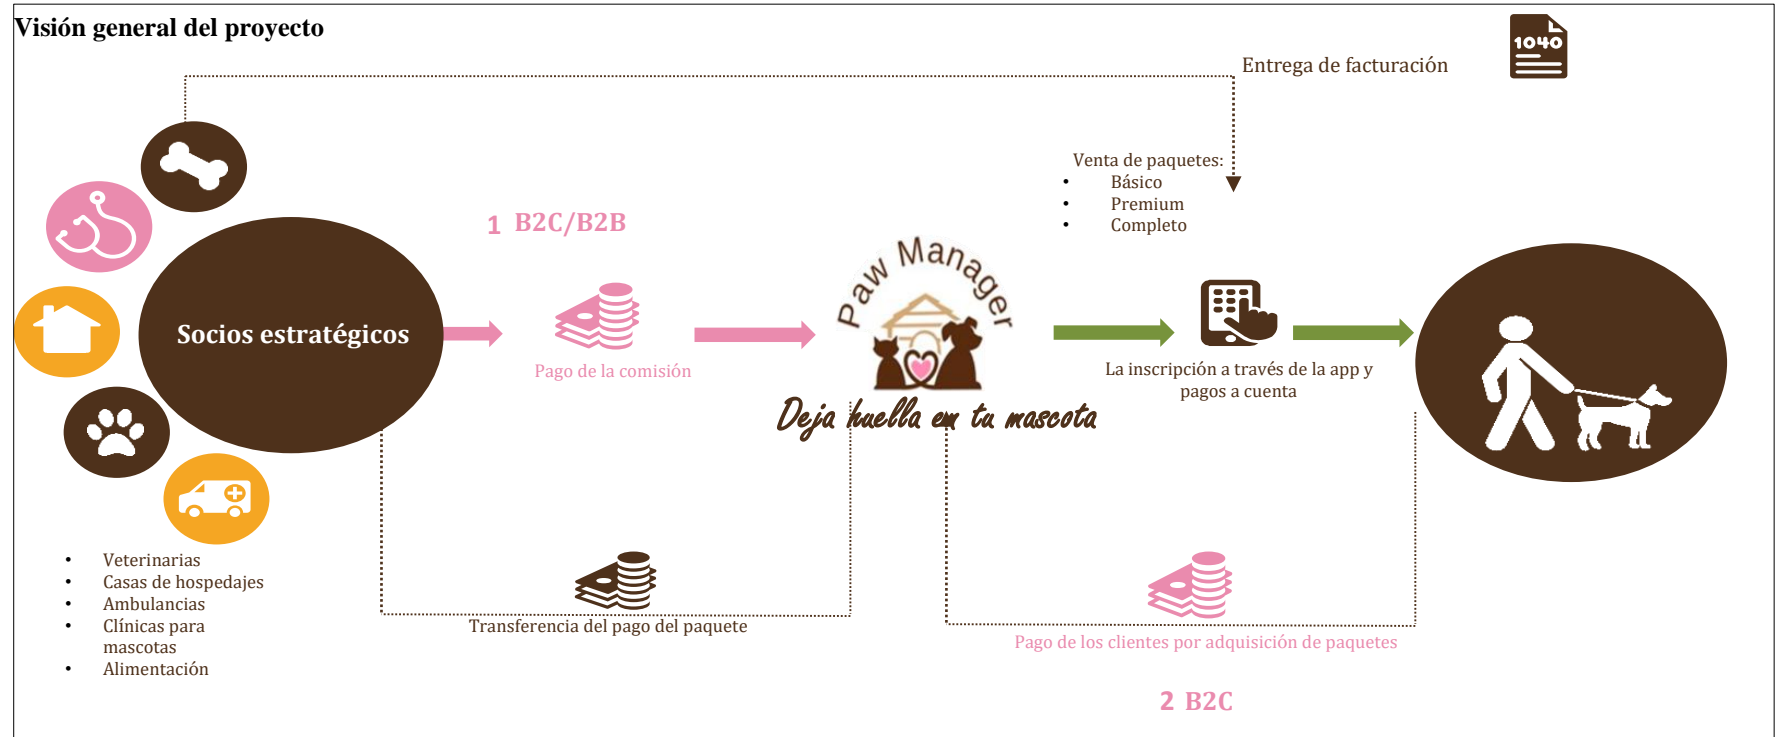 Visión general del proyecto
1040
Entrega de facturación
Venta de paquetes:
• Básico
• Premium
• Completo
1 B2C/B2B
Paw Manager
Socios estratégicos
Pago de la comisión
La inscripción a través de la app y
pagos a cuenta
Deja huella em tu mascota
• Veterinarias
• Casas de hospedajes
• Ambulancias
• Clínicas para
mascotas
• Alimentación
Transferencia del pago del paquete
Pago de los clientes por adquisición de paquetes
2 B2C